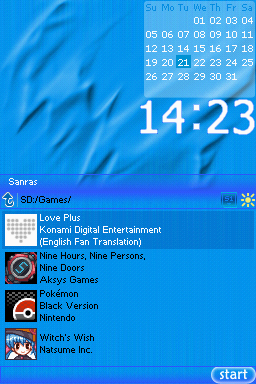 Su Mo Tu We Th Fr Sa
01 02 03 04
05 06 07 08 09 10 11
12 13 14 15 16 17 18
19 20 21 22 23 24 25
26 27 28 29 30 31
14:23
Sanras
SD:/Games/
Love Plus
Konami Digital Entertainment
(English Fan Translation)
Nine Hours, Nine Persons,
Nine Doors
Aksys Games
Pokémon
Black Version
Nintendo
Witch's Wish
Natsume Inc.
start